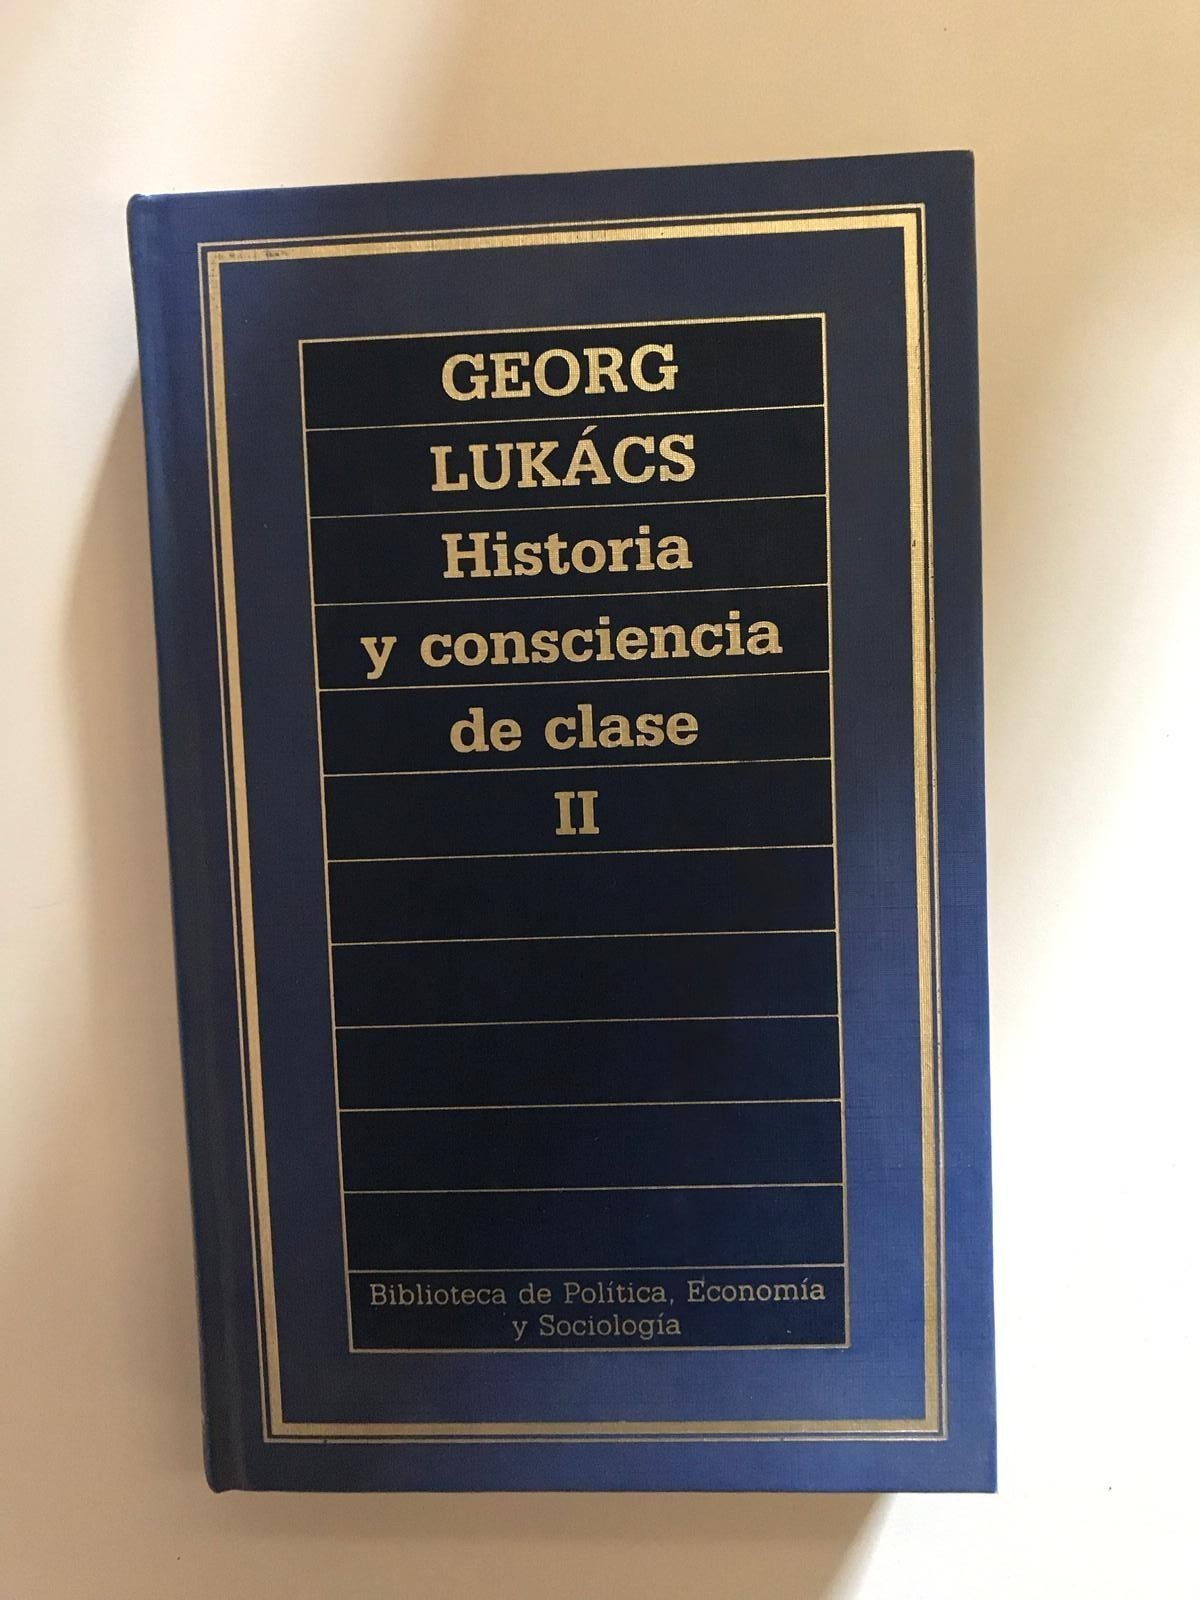 GEORG
LUKÁCS
Historia
y consciencia
de clase
II
Biblioteca de Política, Economía
y Sociología